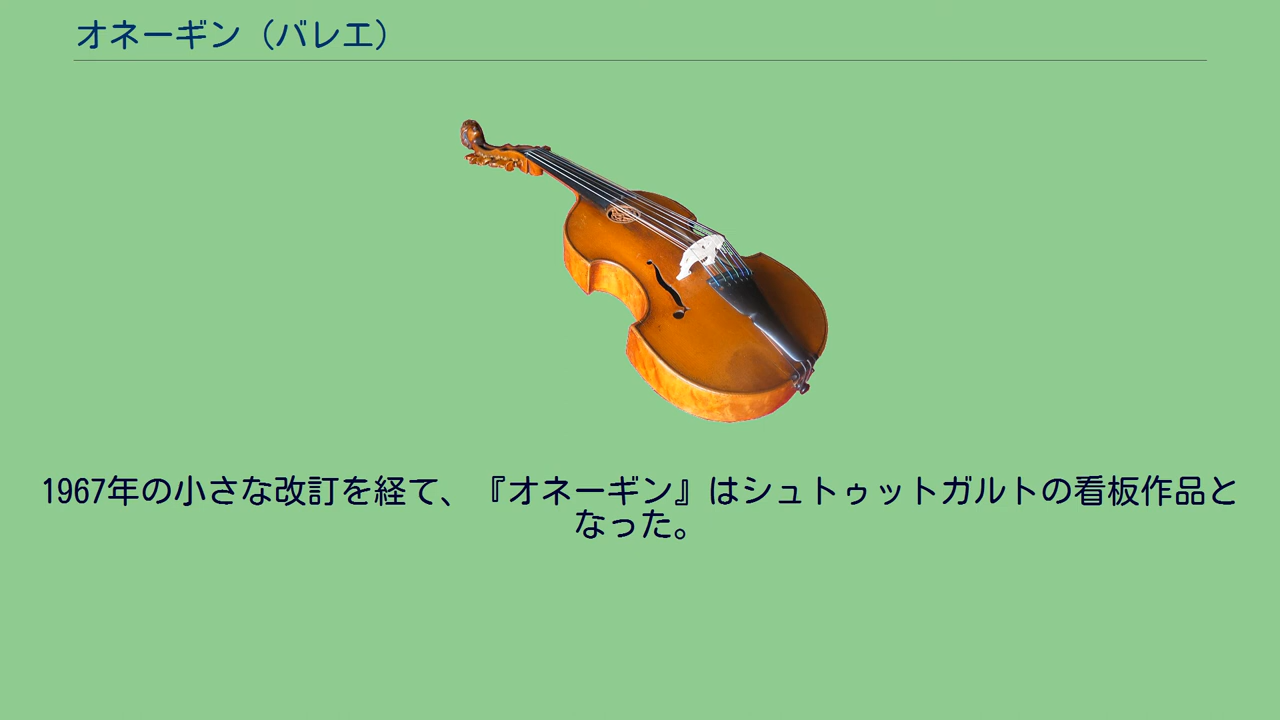 オネーギン（バレエ）
1967年の小さな改訂を経て、『オネーギン』はシュトゥットガルトの看板作品と
なった。